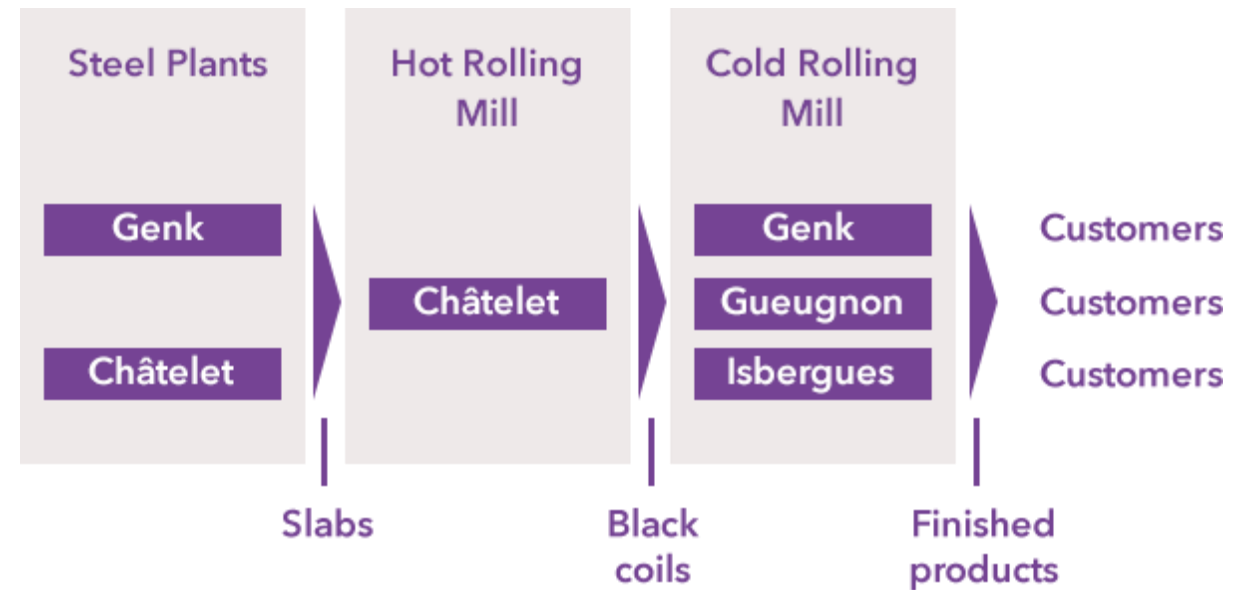 Steel Plants
Hot Rolling
Mill
Cold Rolling
Mill
Genk
Châtelet
Châtelet
Genk
Gueugnon
Isbergues
Customers
Customers
Customers
Slabs
Black
coils
Finished
products